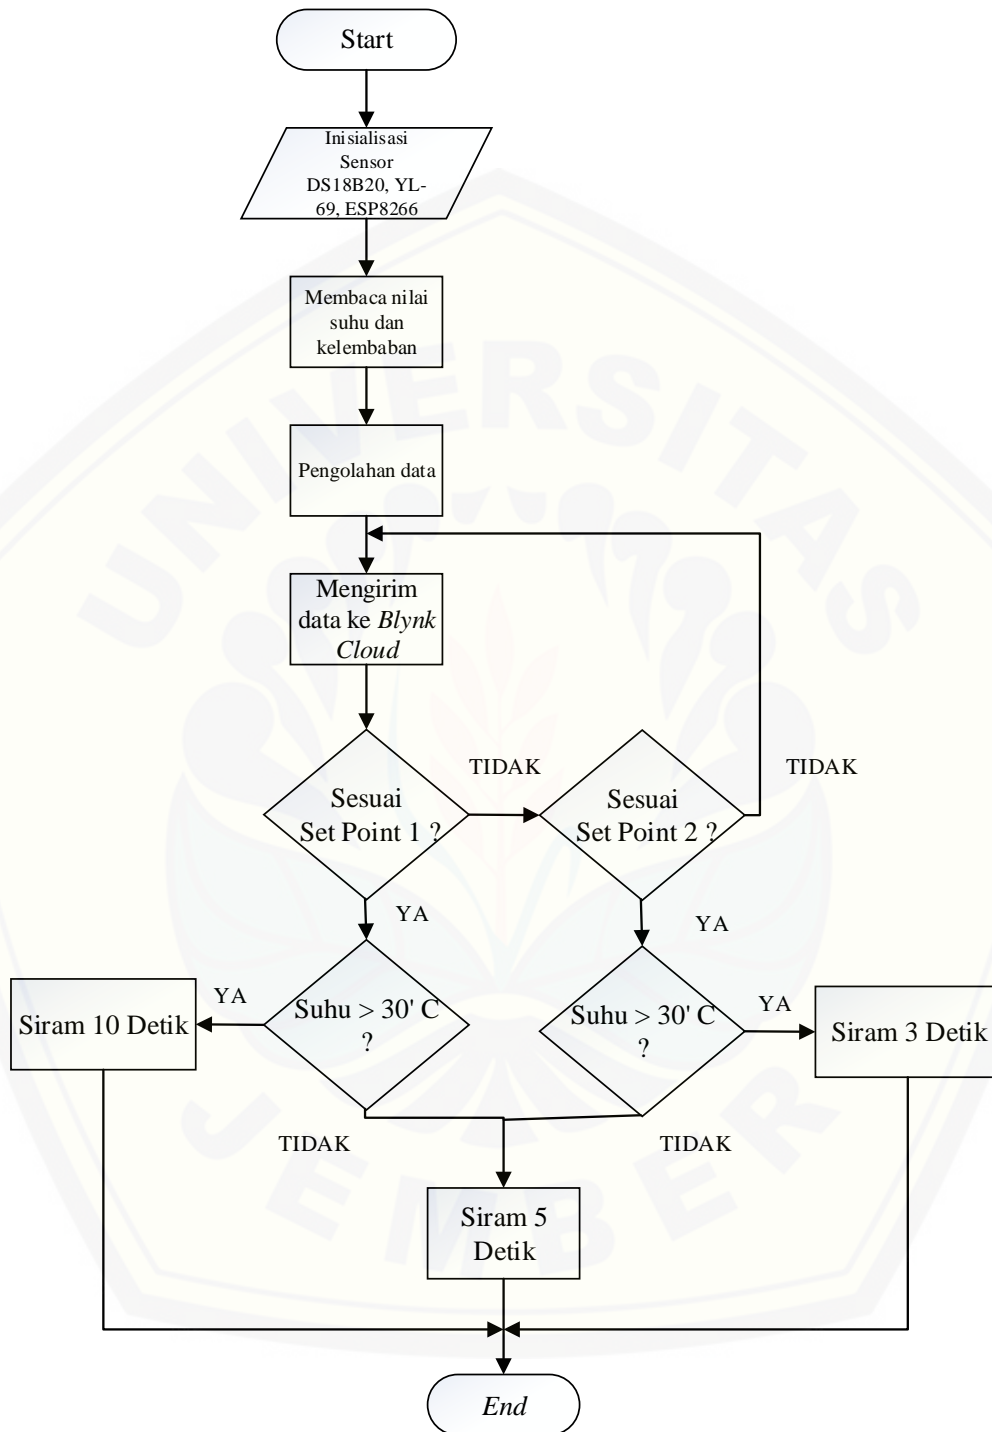 Start
Inisialisasi
Sensor
DS18B20, YL-
69, ESP8266
Membaca nilai
suhu dan
kelembaban
Pengolahan data
Mengirim
data ke Blynk
Cloud
Sesuai
Set Point 1 ?
TIDAK
Sesuai
Set Point 2 ?
TIDAK
YA
YA
Siram 10 Detik
YA
Suhu > 30' C
?
Suhu > 30' C
?
YA
Siram 3 Detik
TIDAK
TIDAK
Siram 5
Detik
End
UNIVERSITAS
JEMBER